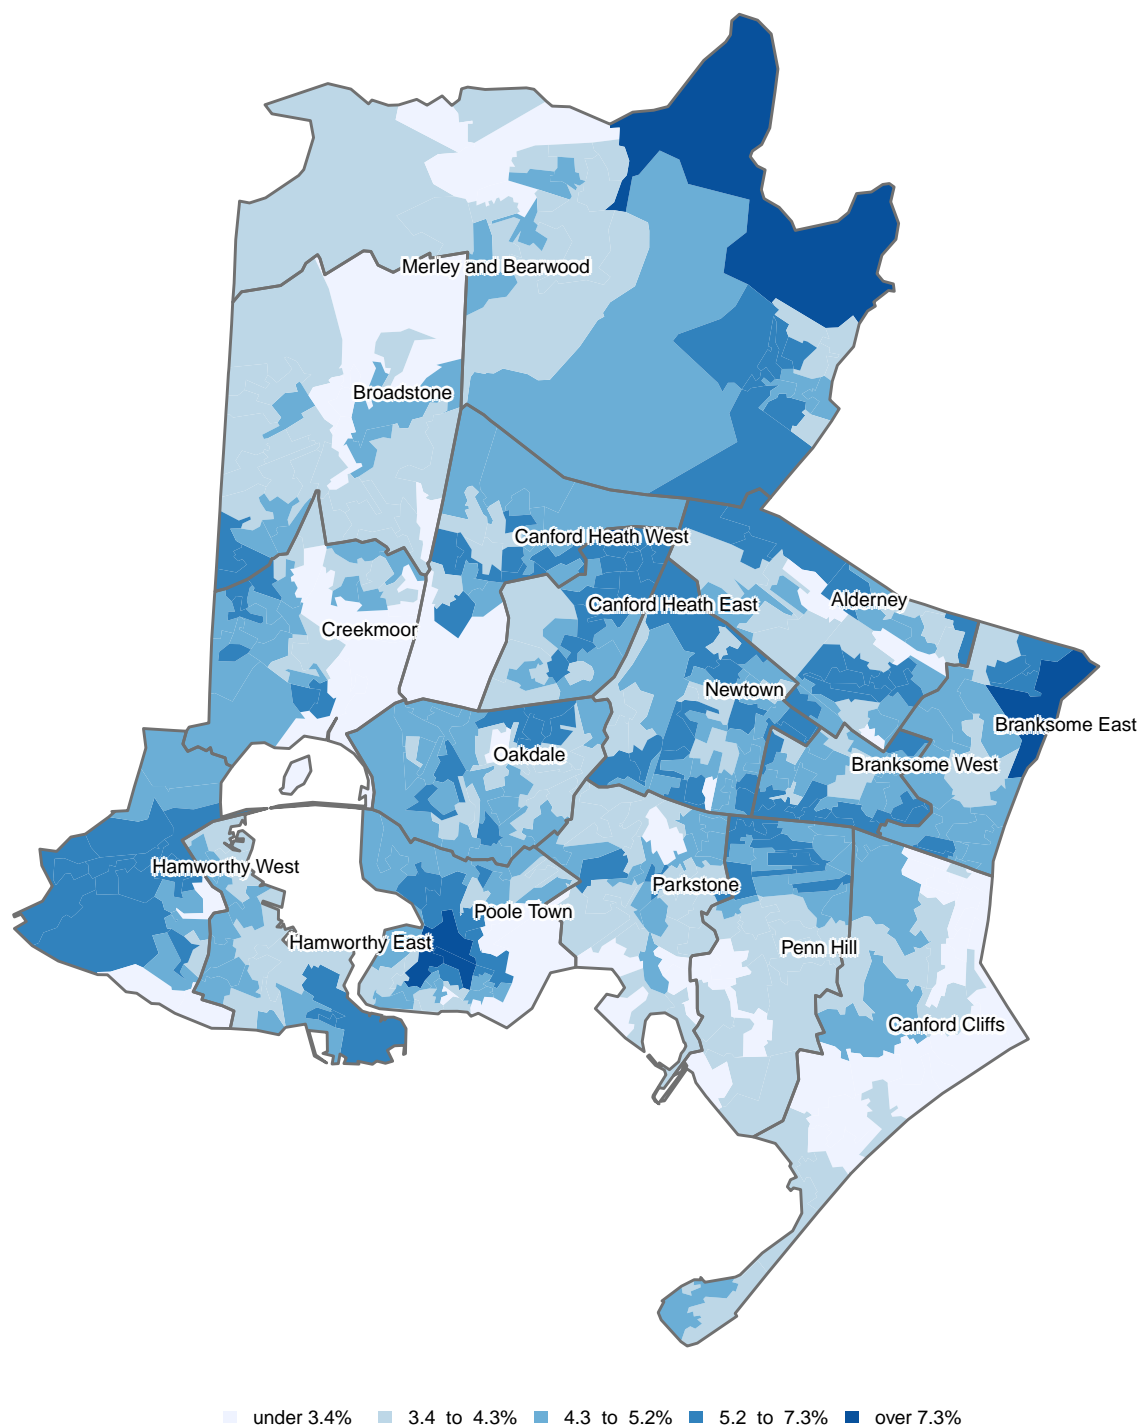 Merley and Bearwood
Broadstone
Canford Heath West
Canford Heath East
Alderney
Creekmoor
Newtown
Branksome East
Oakdale
Branksome West
Hamworthy West
Parkstone
Poole Town
Hamworthy East
Penn Hill
Canford Cliffs
under 3.4% 3.4 to 4.3% 4.3 to 5.2% 5.2 to 7.3% over 7.3%